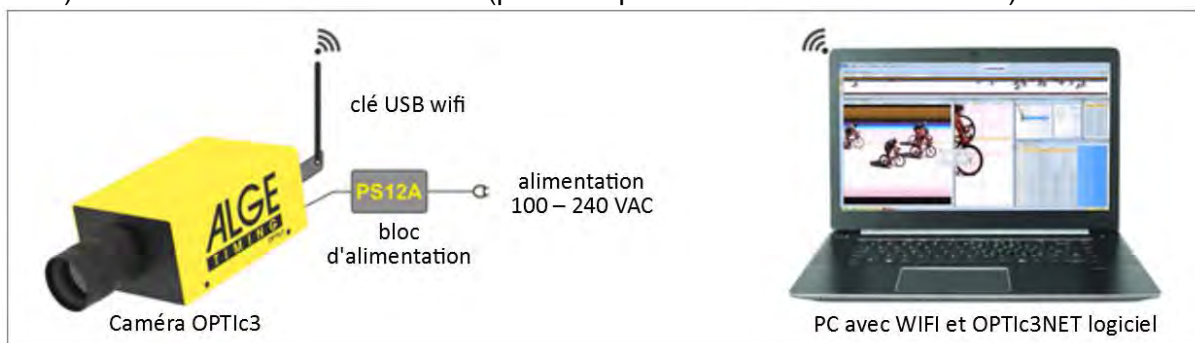 clé USB wifi
PS12A
alimentation
100 – 240 VAC
bloc
d'alimentation
ALGE
TIMING
Caméra OPTIc3
PC avec WIFI et OPTIc3NET logiciel